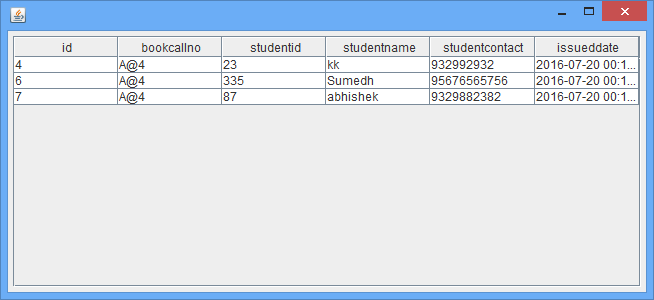 id bookcallno studentid studentname studentcontact issueddate
4 A@4 23 kk 932992932 2016-07-20 00:1...
6 A@4 335 Sumedh 95676565756 2016-07-20 00:1...
7 A@4 87 abhishek 9329882382 2016-07-20 00:1...